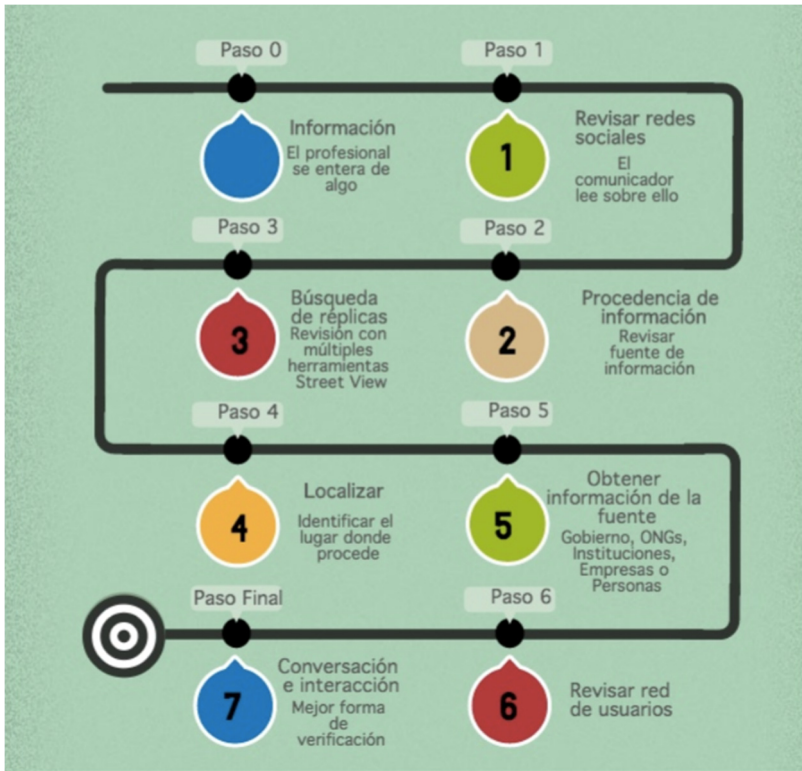 Paso 0
Información
El profesional
se entera de
algo
Paso 1
1
Revisar redes
sociales
El
comunicador
lee sobre ello
Paso 2
2
Procedencia de
información
Revisar
fuente de
información
Paso 3
3
Búsqueda
de réplicas
Revisión con
múltiples
herramientas
Street View
Paso 4
4
Localizar
Identificar el
lugar donde
procede
Paso 5
5
Obtener
información de la
fuente
Gobierno, ONGs,
Instituciones,
Empresas o
Personas
Paso 6
6
Revisar red
de usuarios
Paso Final
7
Conversación
e interacción
Mejor forma
de
verificación